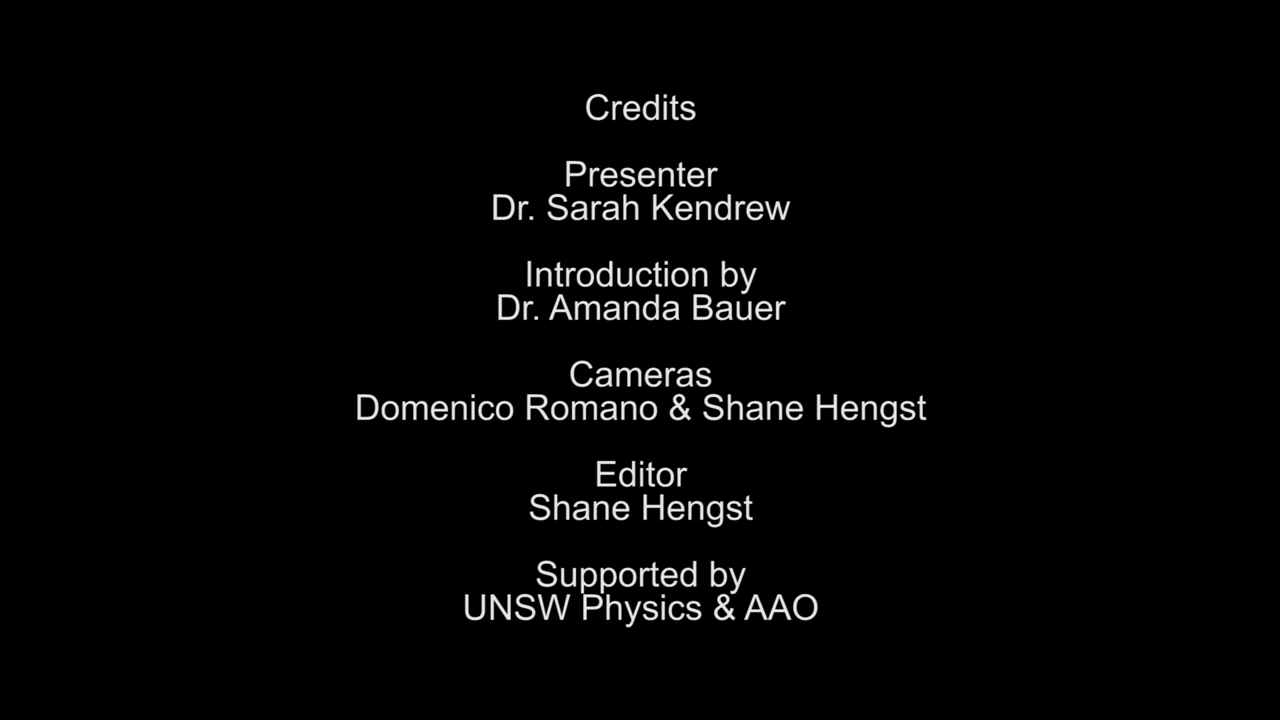 Credits
Presenter
Dr. Sarah Kendrew
Introduction by
Dr. Amanda Bauer
Cameras
Domenico Romano & Shane Hengst
Editor
Shane Hengst
Supported by
UNSW Physics & AAO